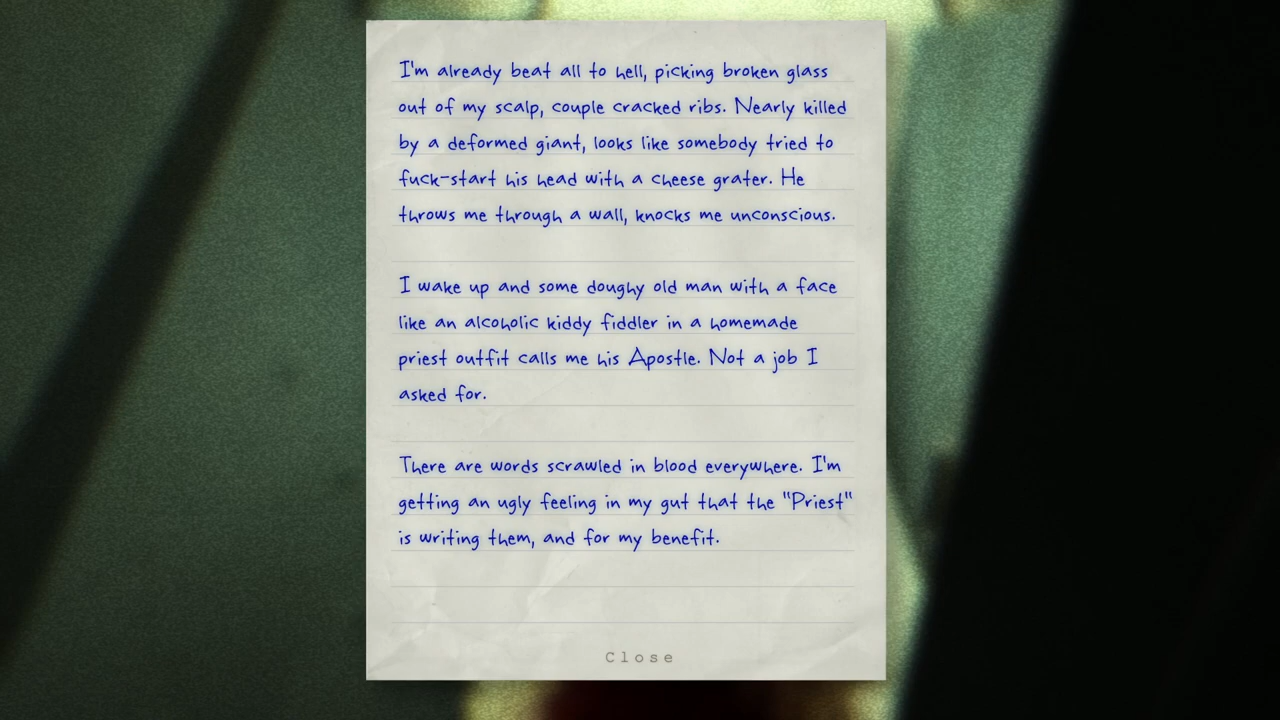 I'm already beat all to hell, picking broken glass
out of my scalp, couple cracked ribs. Nearly killed
by a deformed giant, looks like somebody tried to
fuck-start his head with a cheese grater. He
throws me through a wall, knocks me unconscious.
I wake up and some doughy old man with a face
like an alcoholic kiddy fiddler in a homemade
priest outfit calls me his Apostle. Not a job I
asked for.
There are words scrawled in blood everywhere. I'm
getting an ugly feeling in my gut that the "Priest"
is writing them, and for my benefit.
Close